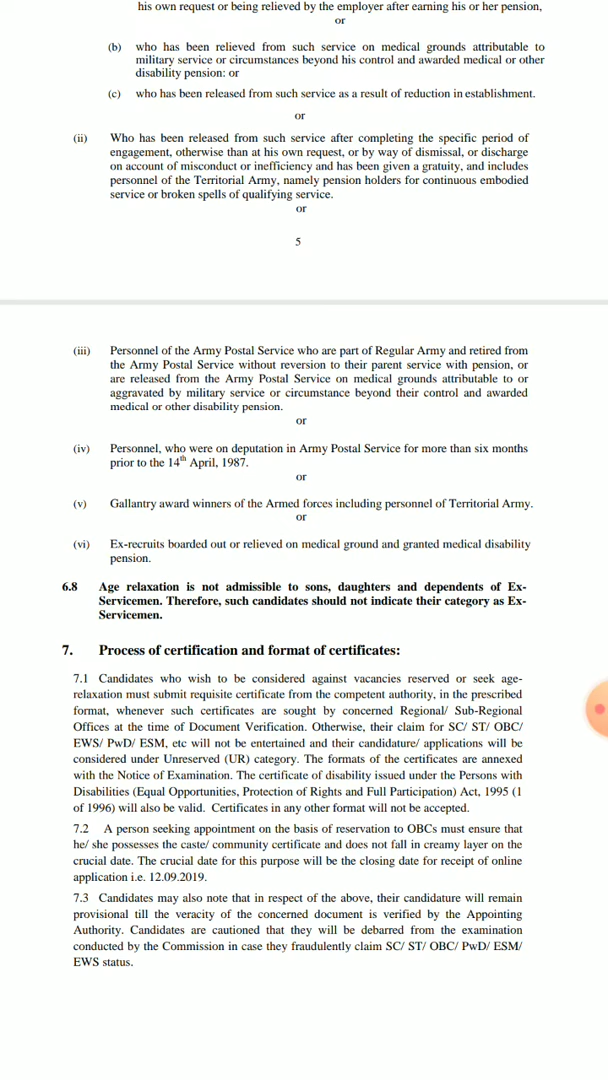 his own request or being relieved by the employer after earning his or her pension,
or
(b) who has been relieved from such service on medical grounds attributable to
military service or circumstances beyond his control and awarded medical or other
disability pension: or
(c) who has been released from such service as a result of reduction in establishment.
or
(ii) Who has been released from such service after completing the specific period of
engagement, otherwise than at his own request, or by way of dismissal, or discharge
on account of misconduct or inefficiency and has been given a gratuity, and includes
personnel of the Territorial Army, namely pension holders for continuous embodied
service or broken spells of qualifying service.
or
5
(iii) Personnel of the Army Postal Service who are part of Regular Army and retired from
the Army Postal Service without reversion to their parent service with pension, or
are released from the Army Postal Service on medical grounds attributable to or
aggravated by military service or circumstance beyond their control and awarded
medical or other disability pension.
or
(iv) Personnel, who were on deputation in Army Postal Service for more than six months
prior to the 14th April, 1987.
or
(v) Gallantry award winners of the Armed forces including personnel of Territorial Army.
or
(vi) Ex-recruits boarded out or relieved on medical ground and granted medical disability
pension.
6.8 Age relaxation is not admissible to sons, daughters and dependents of Ex-
Servicemen. Therefore, such candidates should not indicate their category as Ex-
Servicemen.
7. Process of certification and format of certificates:
7.1 Candidates who wish to be considered against vacancies reserved or seek age-
relaxation must submit requisite certificate from the competent authority, in the prescribed
format, whenever such certificates are sought by concerned Regional/ Sub-Regional
Offices at the time of Document Verification. Otherwise, their claim for SC/ ST/ OBC/
EWS/ PwD/ ESM, etc will not be entertained and their candidature/ applications will be
considered under Unreserved (UR) category. The formats of the certificates are annexed
with the Notice of Examination. The certificate of disability issued under the Persons with
Disabilities (Equal Opportunities, Protection of Rights and Full Participation) Act, 1995 (1
of 1996) will also be valid. Certificates in any other format will not be accepted.
7.2 A person seeking appointment on the basis of reservation to OBCs must ensure that
he/ she possesses the caste/ community certificate and does not fall in creamy layer on the
crucial date. The crucial date for this purpose will be the closing date for receipt of online
application i.e. 12.09.2019.
7.3 Candidates may also note that in respect of the above, their candidature will remain
provisional till the veracity of the concerned document is verified by the Appointing
Authority. Candidates are cautioned that they will be debarred from the examination
conducted by the Commission in case they fraudulently claim SC/ ST/ OBC/ PwD/ ESM/
EWS status.